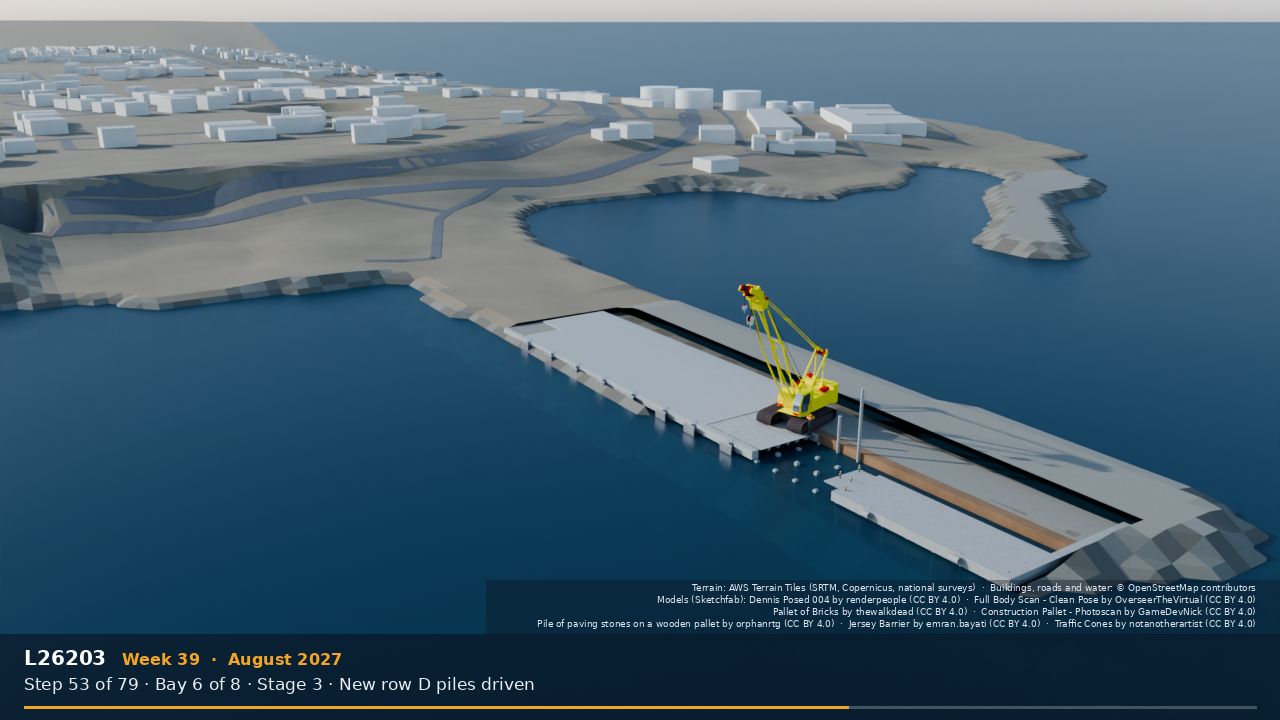 Terrain: AWS Terrain Tiles (SRTM, Copernicus, national surveys)  ·  Buildings, roads and water: © OpenStreetMap contributors
Models (Sketchfab): Dennis Posed 004 by renderpeople (CC BY 4.0)  ·  Full Body Scan - Clean Pose by OverseerTheVirtual (CC BY 4.0)
Pallet of Bricks by thewalkdead (CC BY 4.0)  ·  Construction Pallet - Photoscan by GameDevNick (CC BY 4.0)
Pile of paving stones on a wooden pallet by orphanrtg (CC BY 4.0)  ·  Jersey Barrier by emran.bayati (CC BY 4.0)  ·  Traffic Cones by notanotherartist (CC BY 4.0)
L26203 Week 39 · August 2027
Step 53 of 79 · Bay 6 of 8 · Stage 3 · New row D piles driven